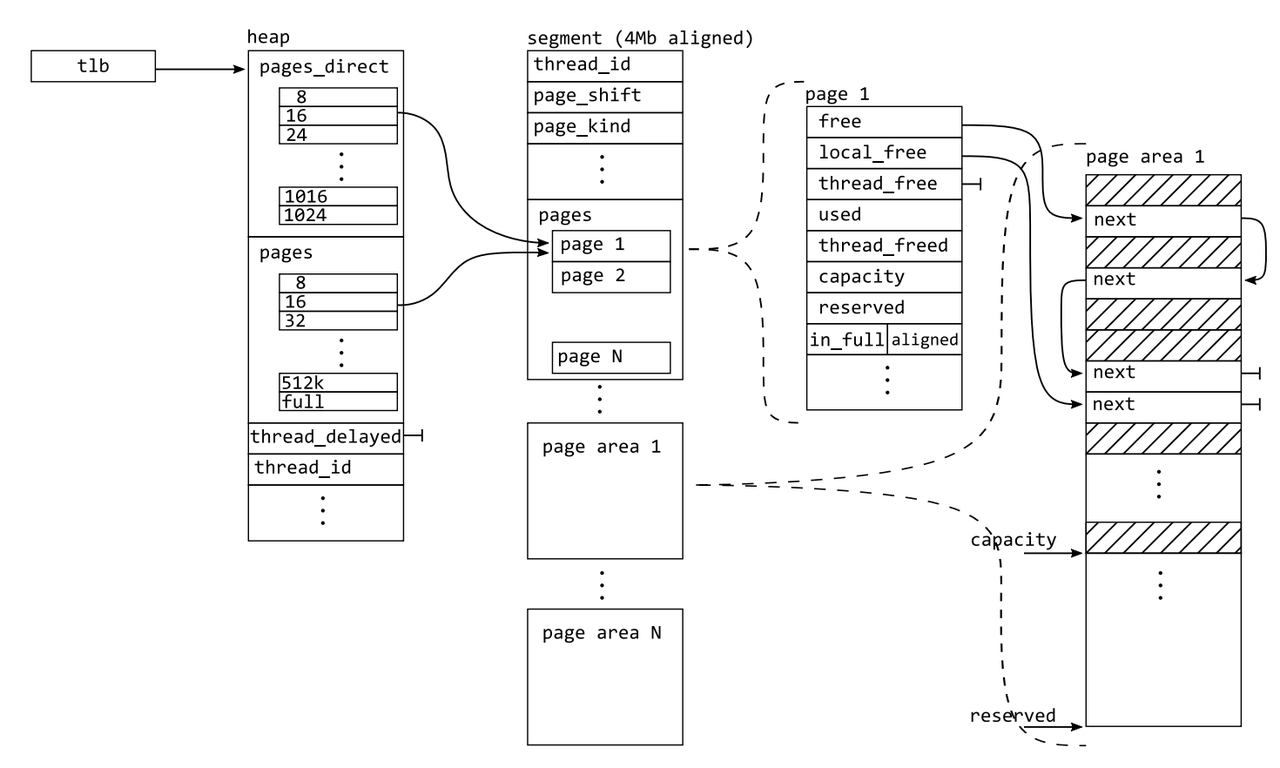 tlb
heap
pages_direct
8
16
24
1016
1024
pages
8
16
32
512k
full
thread_delayed
thread_id
segment (4Mb aligned)
thread_id
page_shift
page_kind
pages
page 1
page 2
page N
page area 1
page area N
page 1
free
local_free
thread_free
used
thread_freed
capacity
reserved
in_full aligned
page area 1
next
next
next
next
capacity
reserved